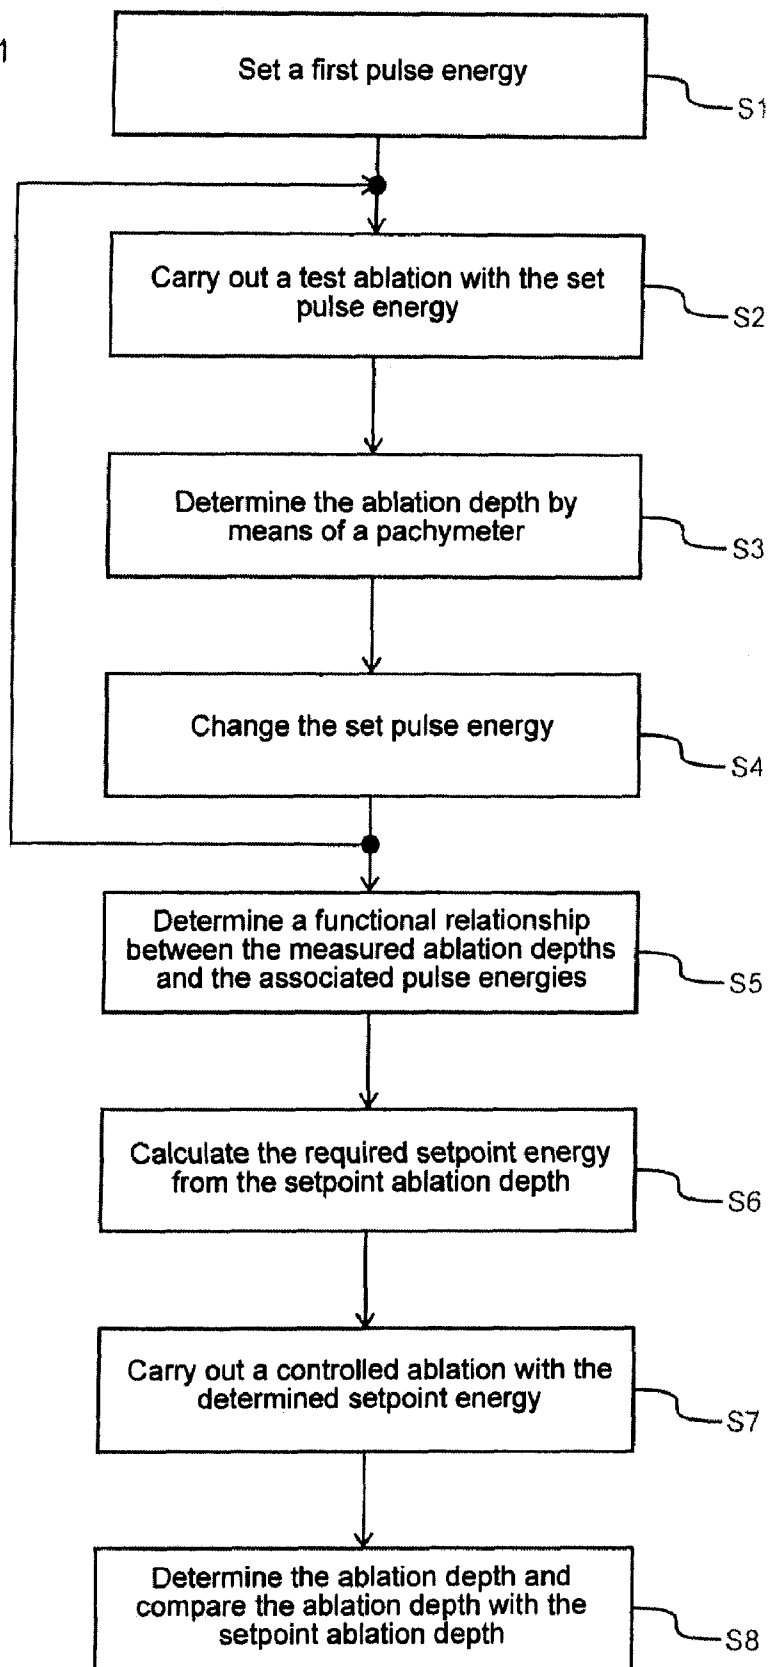 1
Set a first pulse energy
S1
Carry out a test ablation with the set
pulse energy
S2
Determine the ablation depth by
means of a pachymeter
S3
Change the set pulse energy
S4
Determine a functional relationship
between the measured ablation depths
and the associated pulse energies
S5
Calculate the required setpoint energy
from the setpoint ablation depth
S6
Carry out a controlled ablation with the
determined setpoint energy
S7
Determine the ablation depth and
compare the ablation depth with the
setpoint ablation depth
S8